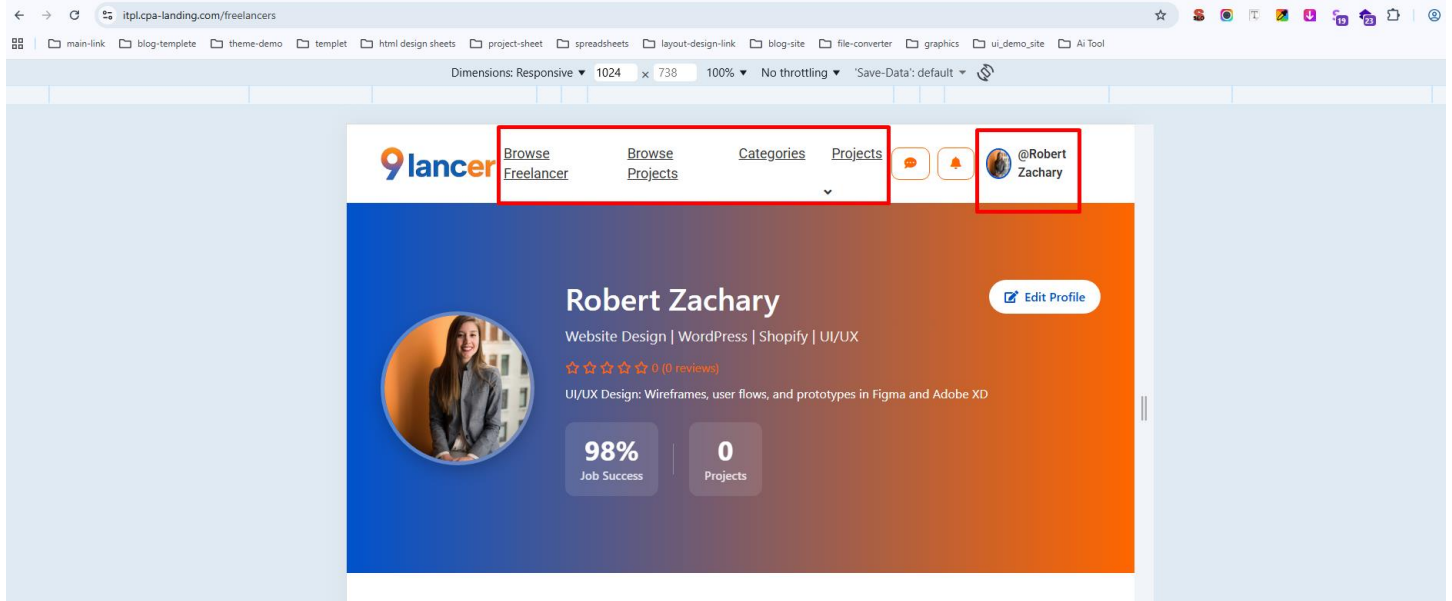 itpl.cpa-landing.com/freelancers
19
23
main-link blog-templete theme-demo templet html design sheets project-sheet spreadsheets layout-design-link blog-site file-converter graphics ui_demo_site Ai Tool
Dimensions: Responsive 1024 x 738 100% No throttling 'Save-Data': default
9lancer
Browse
Freelancer
Browse
Projects
Categories
Projects
@Robert
Zachary
Robert Zachary
Edit Profile
Website Design | WordPress | Shopify | UI/UX
0 (0 reviews)
UI/UX Design: Wireframes, user flows, and prototypes in Figma and Adobe XD
98%
Job Success
0
Projects